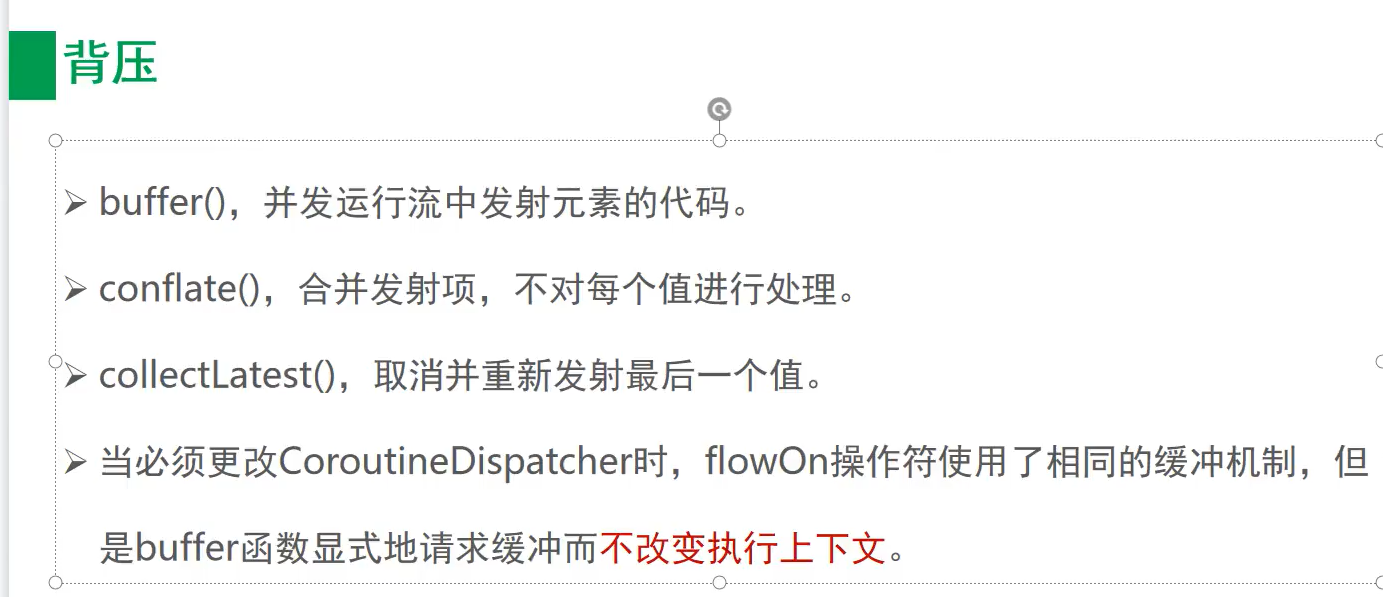 背压
➢ buffer()，并发运行流中发射元素的代码。
➢ conflate()，合并发射项，不对每个值进行处理。
➢ collectLatest()，取消并重新发射最后一个值。
➢ 当必须更改CoroutineDispatcher时，flowOn操作符使用了相同的缓冲机制，但
是buffer函数显式地请求缓冲而不改变执行上下文。